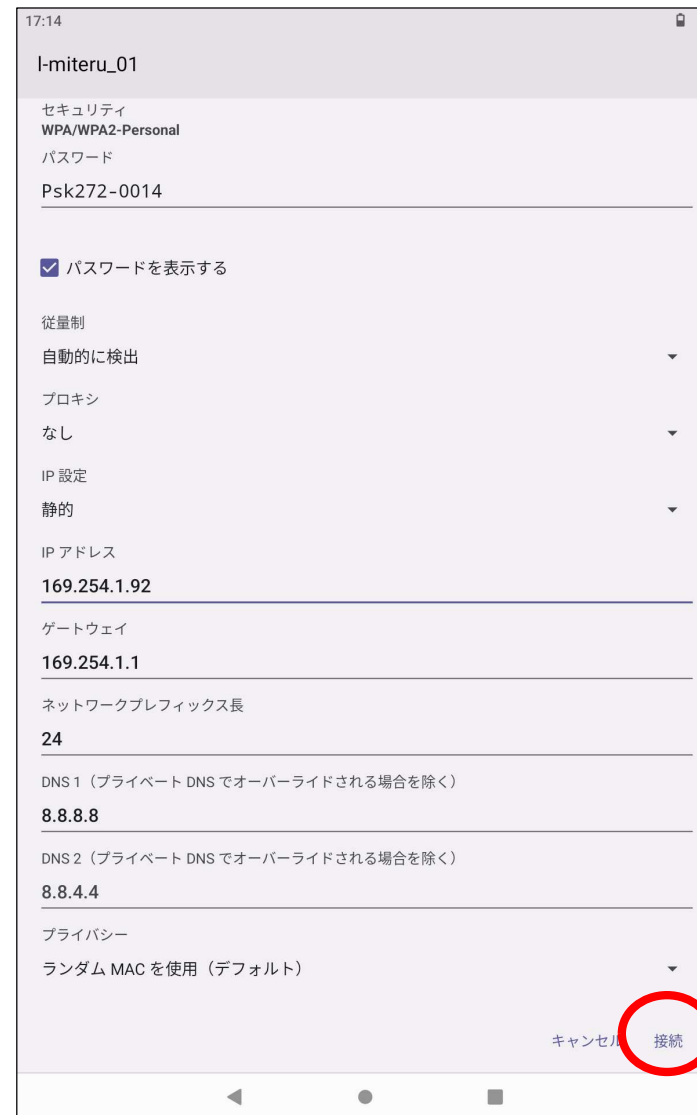 17:14
l-miteru_01
セキュリティ
WPA/WPA2-Personal
パスワード
Psk272-0014
パスワードを表示する
従量制
自動的に検出
プロキシ
なし
IP 設定
静的
IP アドレス
169.254.1.92
ゲートウェイ
169.254.1.1
ネットワークプレフィックス長
24
DNS 1（プライベート DNS でオーバーライドされる場合を除く）
8.8.8.8
DNS 2（プライベート DNS でオーバーライドされる場合を除く）
8.8.4.4
プライバシー
ランダム MAC を使用（デフォルト）
キャンセル 接続